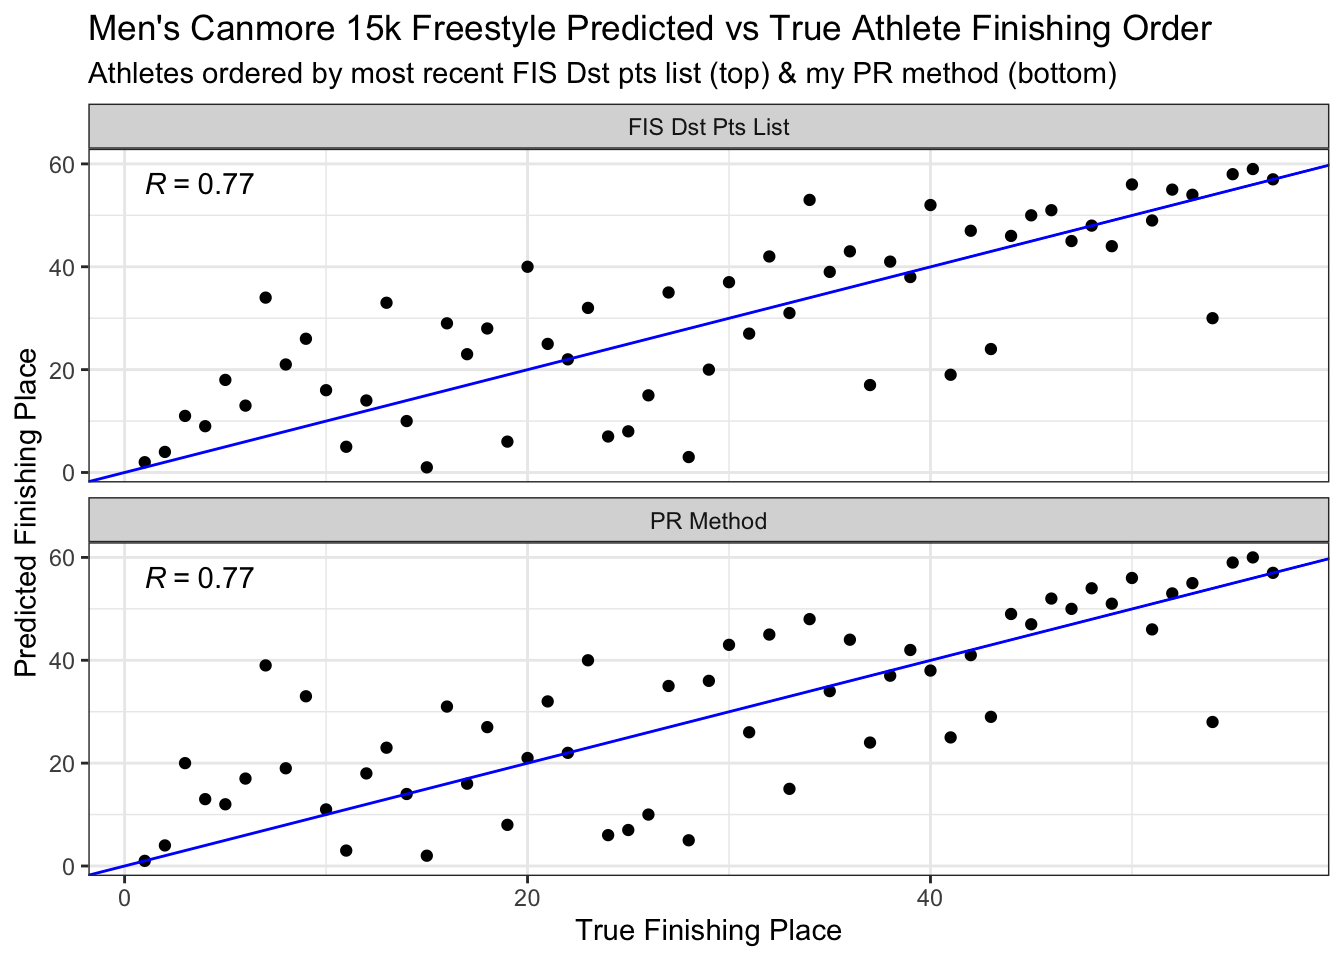 Men's Canmore 15k Freestyle Predicted vs True Athlete Finishing Order
Athletes ordered by most recent FIS Dst pts list (top) & my PR method (bottom)
FIS Dst Pts List
R = 0.77
60
40
20
0
Predicted Finishing Place
PR Method
R = 0.77
60
40
20
0
0 20 40
True Finishing Place